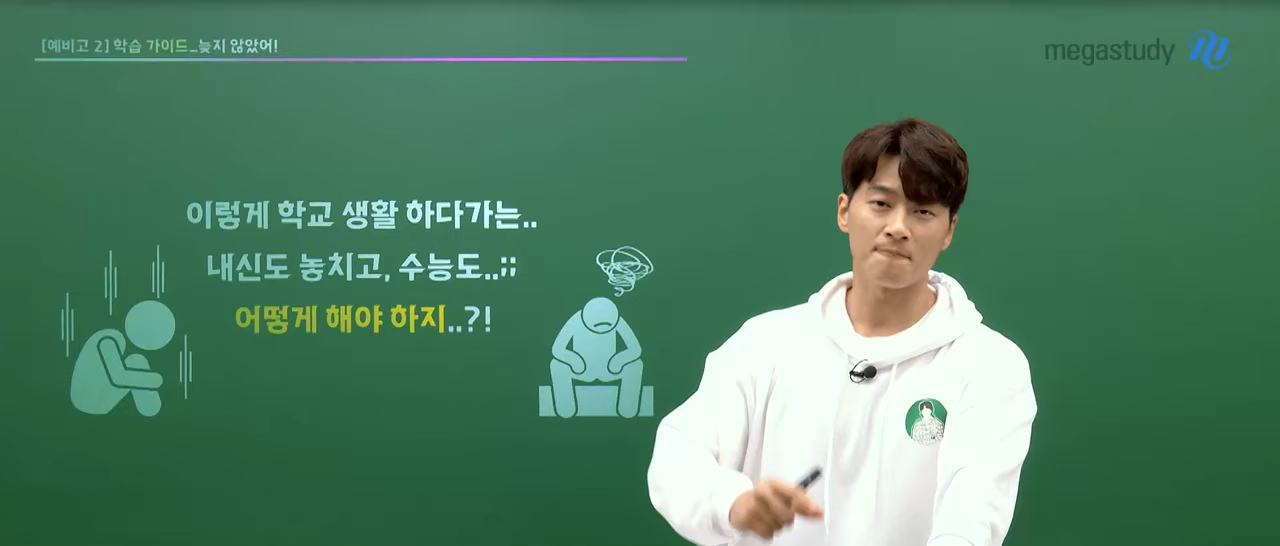 [예비고 2] 학습 가이드_늦지 않았어!
megastudy
이렇게 학교 생활 하다가는..
내신도 놓치고, 수능도..;;
어떻게 해야 하지..?!